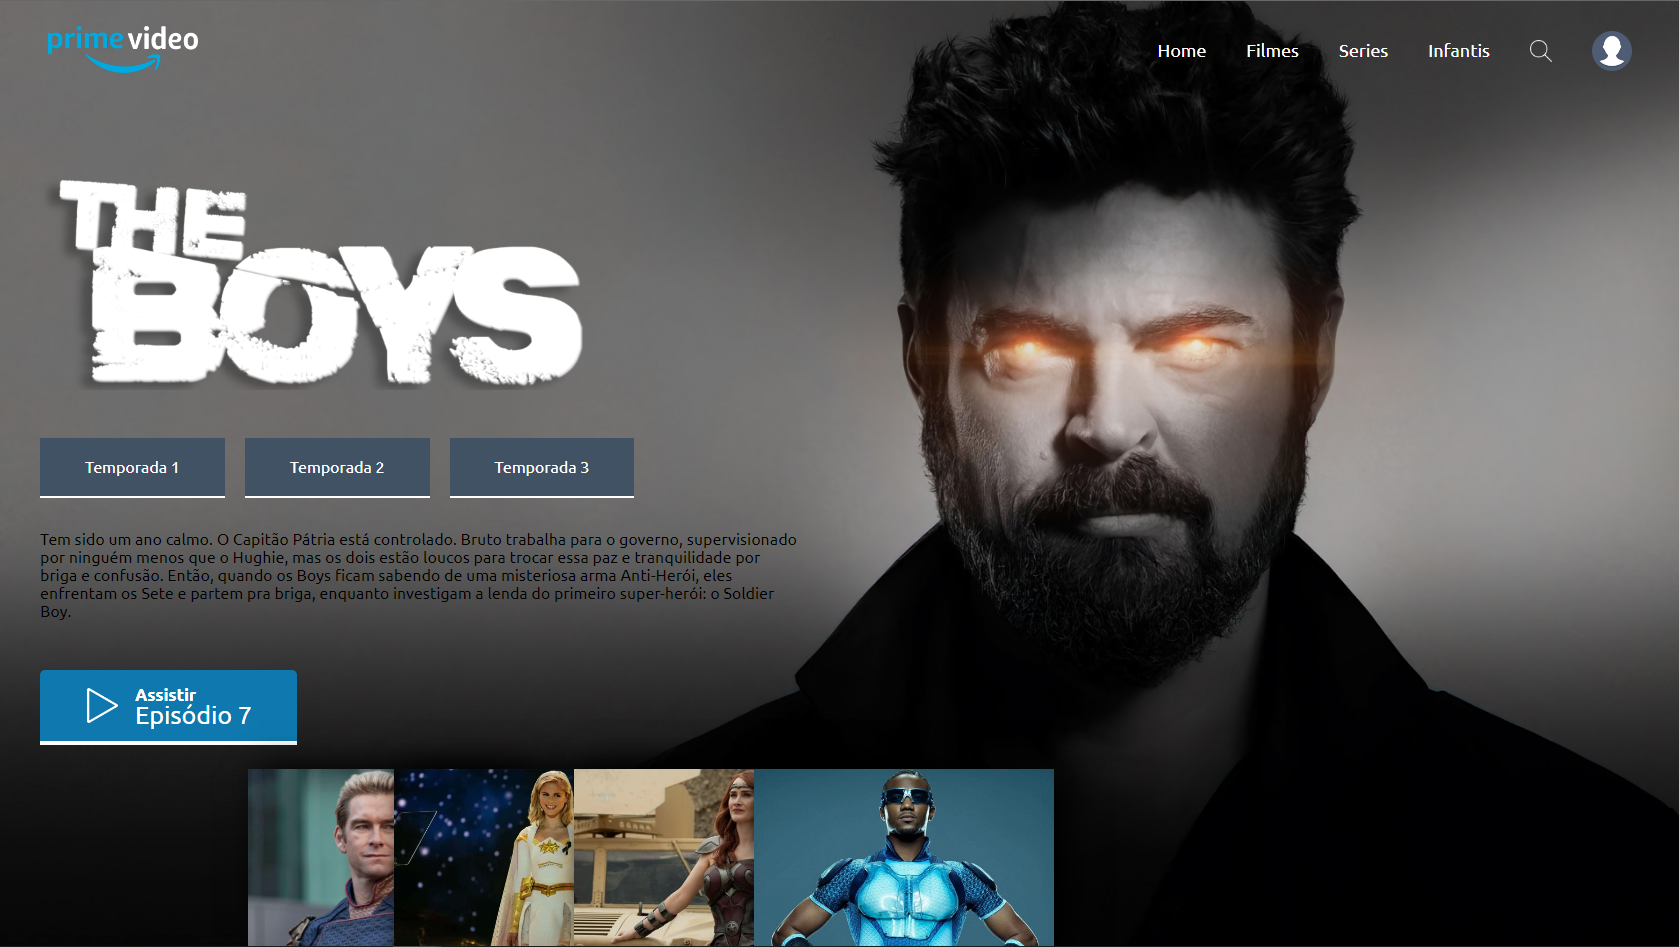 prime video
Home Filmes Series Infantis
THE
BOYS
Temporada 1 Temporada 2 Temporada 3
Tem sido um ano calmo. O Capitão Pátria está controlado. Bruto trabalha para o governo, supervisionado
por ninguém menos que o Hughie, mas os dois estão loucos para trocar essa paz e tranquilidade por
briga e confusão. Então, quando os Boys ficam sabendo de uma misteriosa arma Anti-Herói, eles
enfrentam os Sete e partem pra briga, enquanto investigam a lenda do primeiro super-herói: o Soldier
Boy.
Assistir
Episódio 7